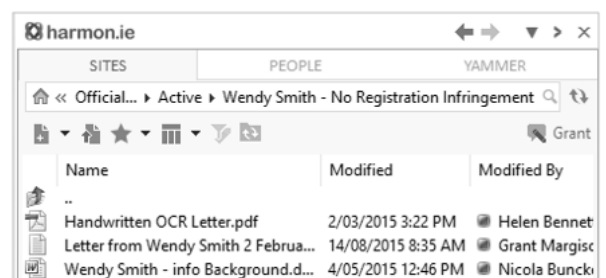 harmon.ie
SITES PEOPLE YAMMER
« Official... ▸ Active ▸ Wendy Smith - No Registration Infringement
Grant
Name Modified Modified By
..
Handwritten OCR Letter.pdf 2/03/2015 3:22 PM Helen Bennet
Letter from Wendy Smith 2 Februa... 14/08/2015 8:35 AM Grant Margisc
Wendy Smith - info Background.d... 4/05/2015 12:46 PM Nicola Buncki